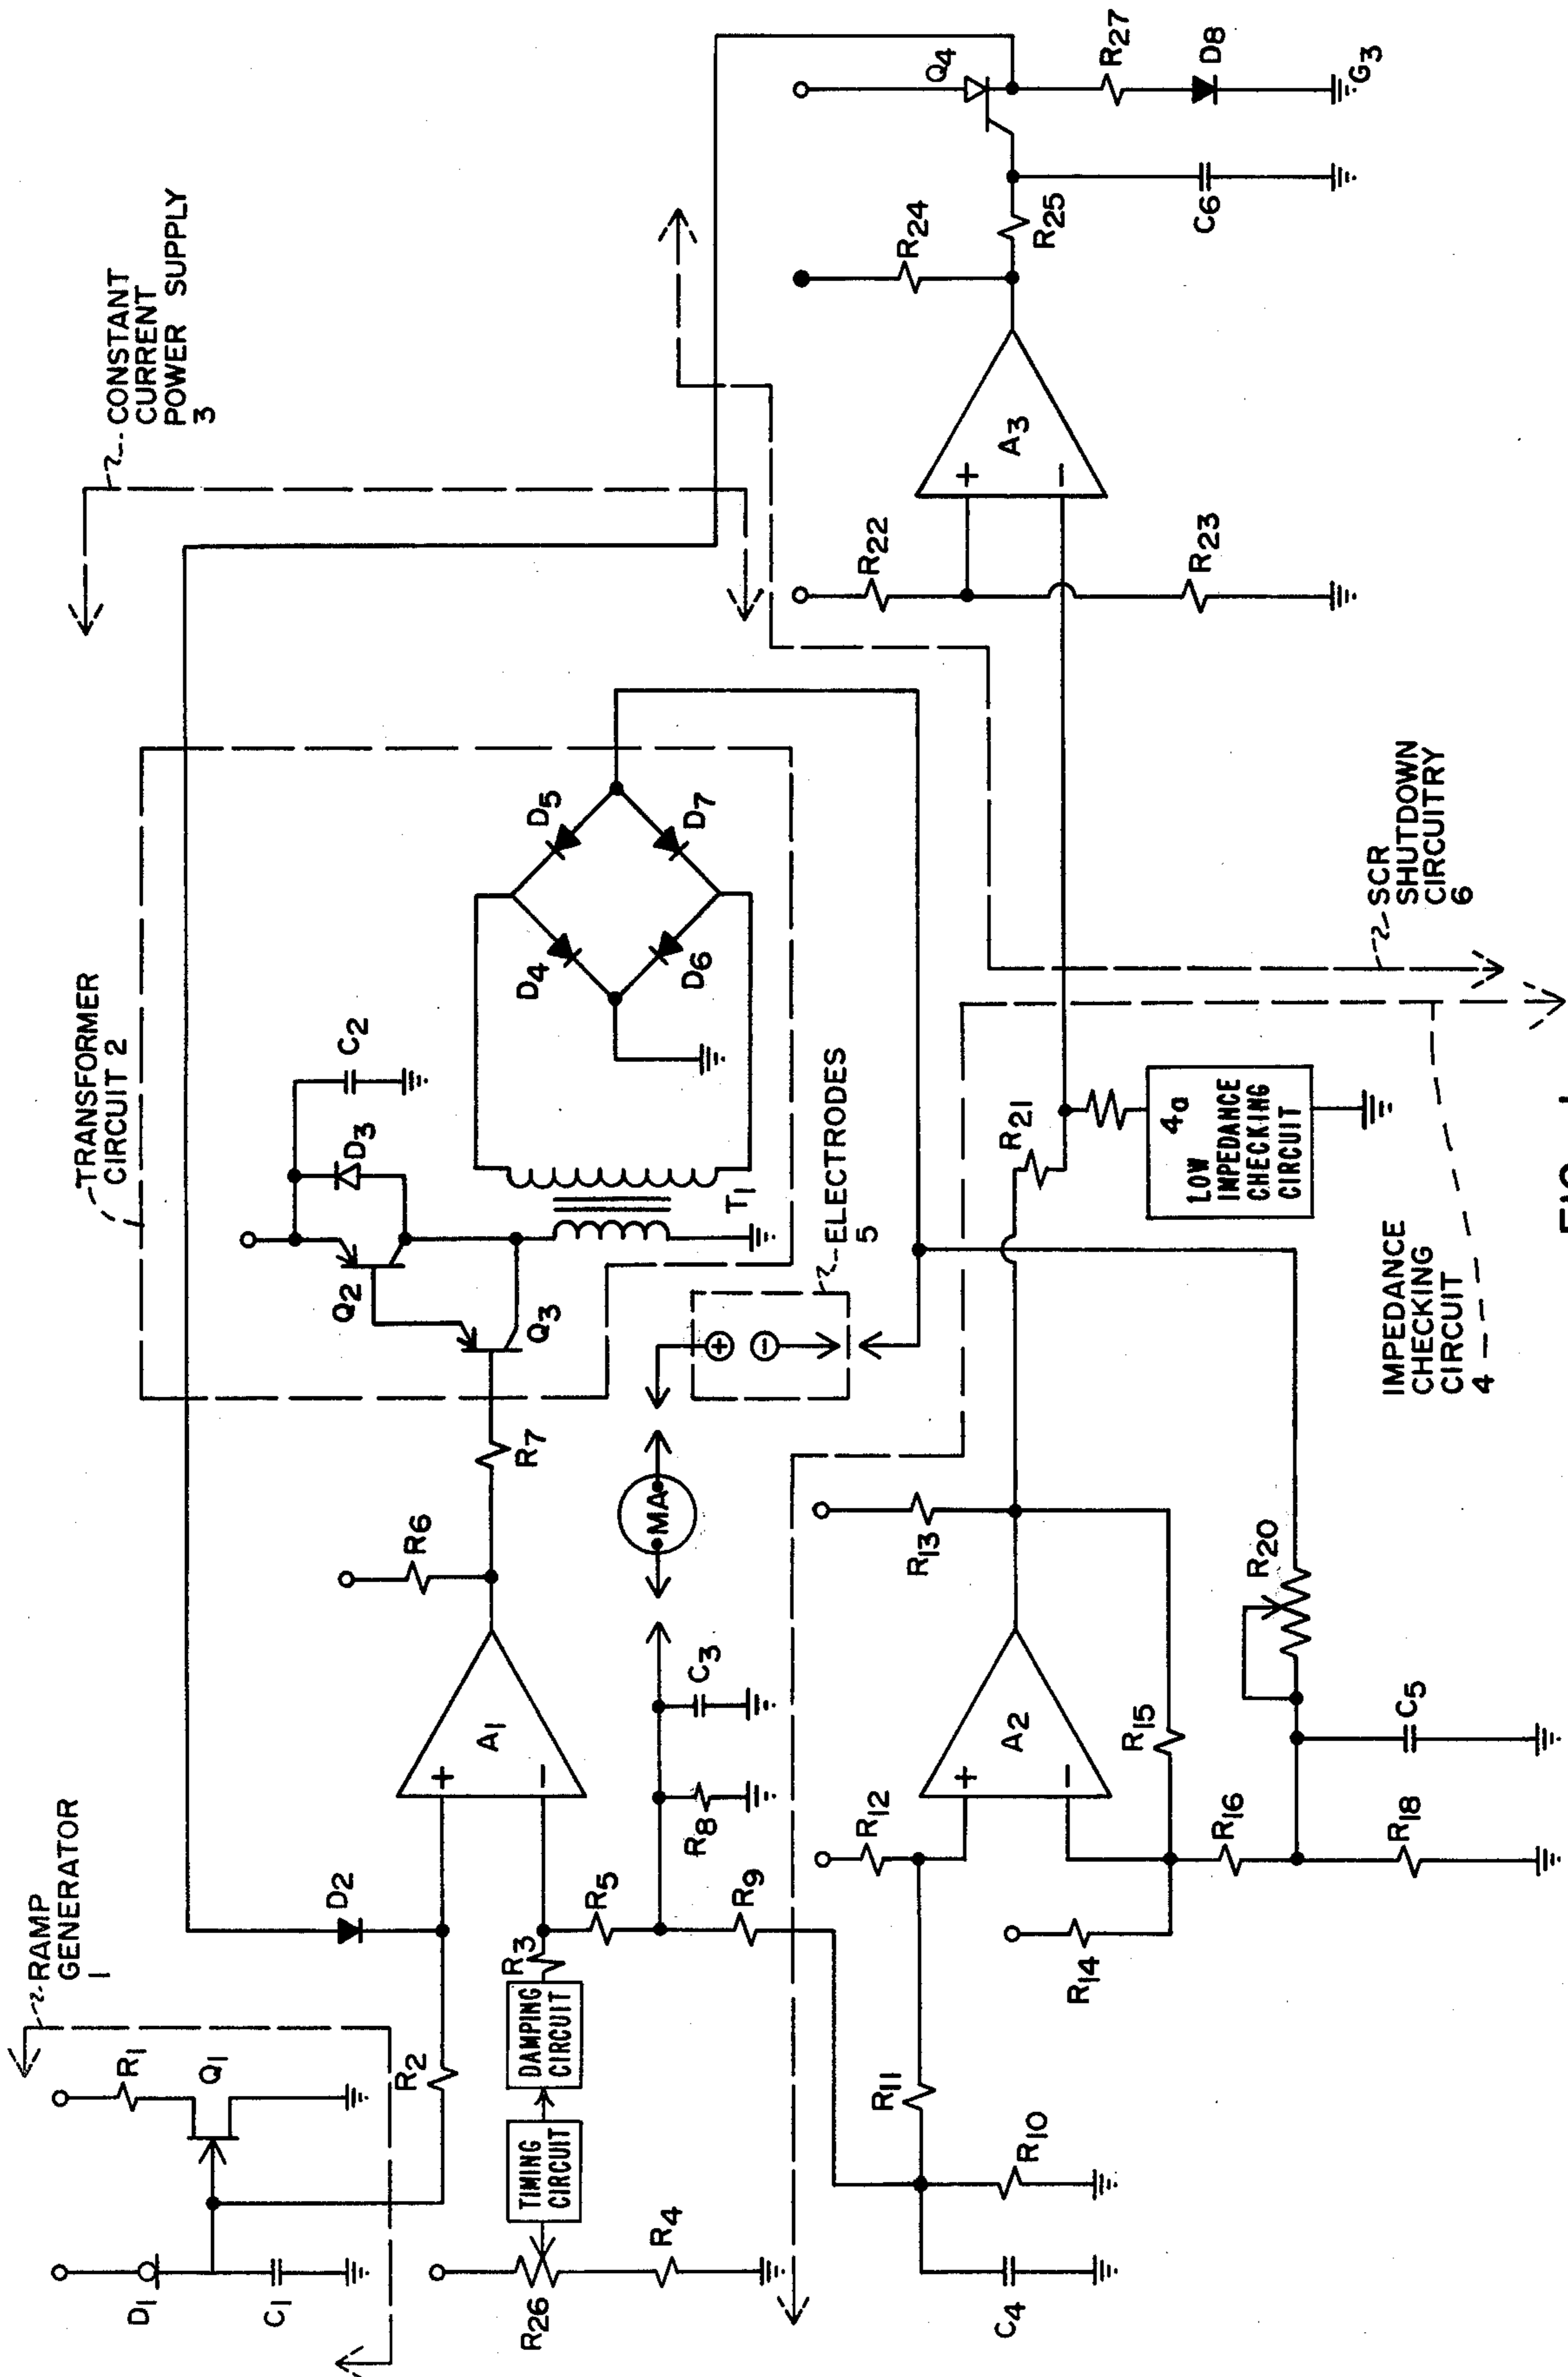 RAMP
GENERATOR
1
R1
Q1
D1
C1
R2
D2
TRANSFORMER
CIRCUIT 2
CONSTANT
CURRENT
POWER SUPPLY
3
R26
R4
TIMING
CIRCUIT
DAMPING
CIRCUIT
R3
R5
+
−
A1
R6
R7
R8
C3
R9
MA
Q2
Q3
D3
C2
T1
D4
D5
D6
D7
ELECTRODES
5
+
−
C4
R10
R11
R12
R14
+
−
A2
R13
R15
R16
R18
C5
R20
R21
4a
LOW
IMPEDANCE
CHECKING
CIRCUIT
IMPEDANCE
CHECKING
CIRCUIT
4
SCR
SHUTDOWN
CIRCUITRY
6
R22
R23
+
−
A3
R24
R25
C6
Q4
R27
D8
G3